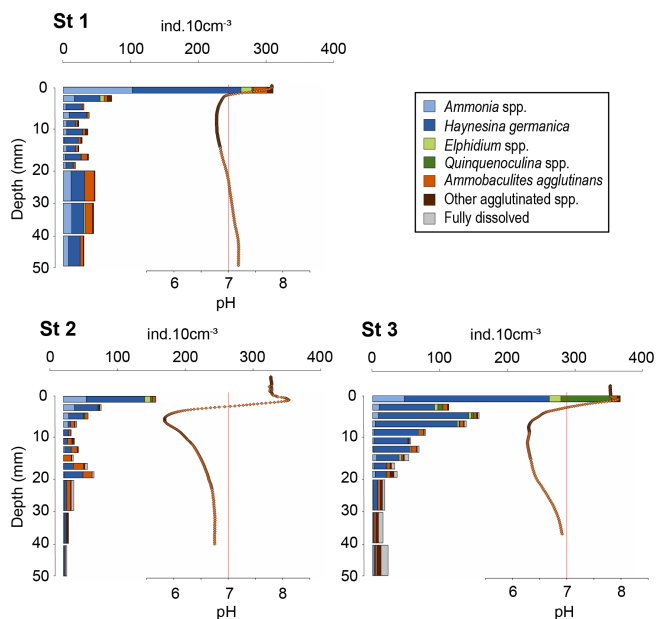 St 1
ind.10cm⁻³
0 100 200 300 400
Depth (mm)
0
10
20
30
40
50
6 7 8
pH
Ammonia spp.
Haynesina germanica
Elphidium spp.
Quinquenoculina spp.
Ammobaculites agglutinans
Other agglutinated spp.
Fully dissolved
St 2
ind.10cm⁻³
0 100 200 300 400
Depth (mm)
0
10
20
30
40
50
6 7 8
pH
St 3
ind.10cm⁻³
0 100 200 300 400
0
10
20
30
40
50
6 7 8
pH